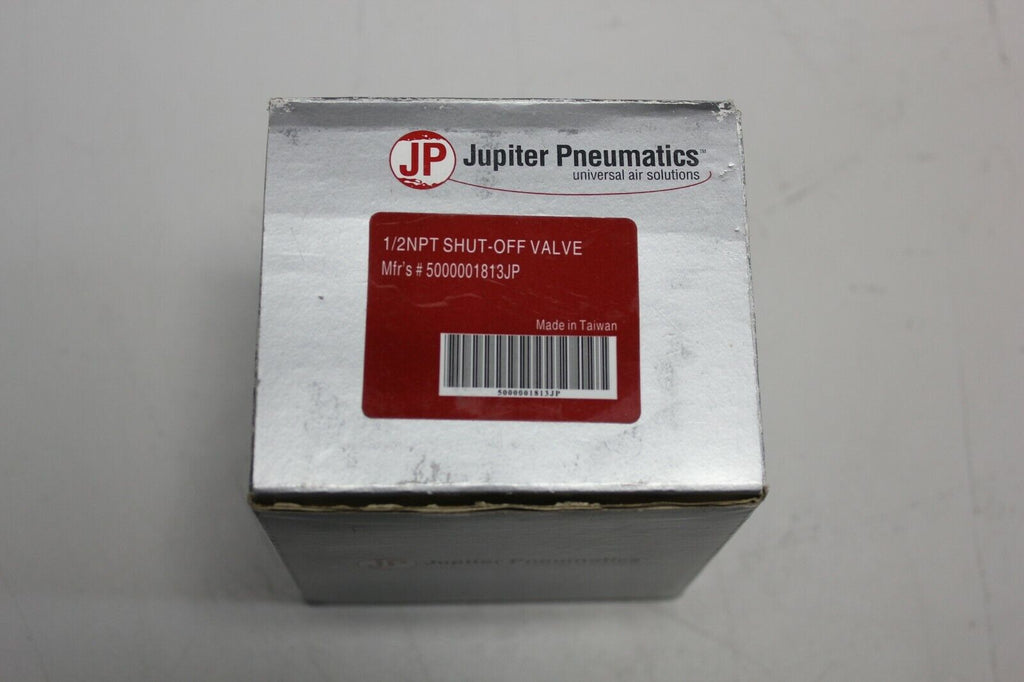 JP Jupiter Pneumatics™
universal air solutions
1/2NPT SHUT-OFF VALVE
Mfr's # 5000001813JP
Made in Taiwan
5000001813JP
JP Jupiter Pneumatics